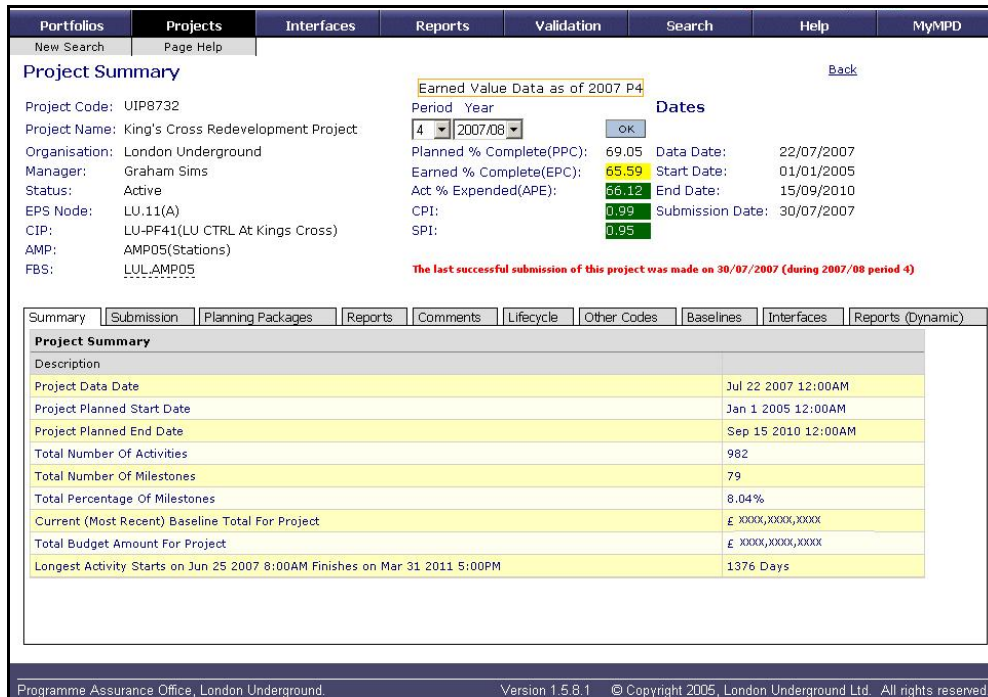 Portfolios Projects Interfaces Reports Validation Search Help MyMPD
New Search Page Help
Project Summary
Back
Earned Value Data as of 2007 P4
Project Code: UIP8732
Period Year
Dates
Project Name: King's Cross Redevelopment Project
4 2007/08 OK
Organisation: London Underground
Planned % Complete(PPC): 69.05 Data Date: 22/07/2007
Manager: Graham Sims
Earned % Complete(EPC): 65.59 Start Date: 01/01/2005
Status: Active
Act % Expended(APE): 66.12 End Date: 15/09/2010
EPS Node: LU.11(A)
CPI: 0.99 Submission Date: 30/07/2007
CIP: LU-PF41(LU CTRL At Kings Cross)
SPI: 0.95
AMP: AMP05(Stations)
FBS: LUL.AMP05
The last successful submission of this project was made on 30/07/2007 (during 2007/08 period 4)
Summary Submission Planning Packages Reports Comments Lifecycle Other Codes Baselines Interfaces Reports (Dynamic)
Project Summary
Description
Project Data Date Jul 22 2007 12:00AM
Project Planned Start Date Jan 1 2005 12:00AM
Project Planned End Date Sep 15 2010 12:00AM
Total Number Of Activities 982
Total Number Of Milestones 79
Total Percentage Of Milestones 8.04%
Current (Most Recent) Baseline Total For Project £ XXXX,XXXX,XXXX
Total Budget Amount For Project £ XXXX,XXXX,XXXX
Longest Activity Starts on Jun 25 2007 8:00AM Finishes on Mar 31 2011 5:00PM 1376 Days
Programme Assurance Office, London Underground. Version 1.5.8.1 © Copyright 2005, London Underground Ltd. All rights reserved